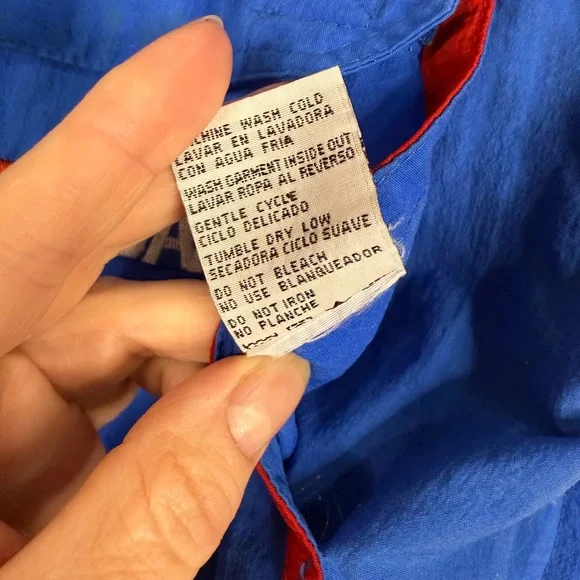 CHINE WASH COLD
LAVAR EN LAVADORA
CON AGUA FRIA
WASH GARMENT INSIDE OUT
LAVAR ROPA AL REVERSO
GENTLE CYCLE
CICLO DELICADO
TUMBLE DRY LOW
SECADORA CICLO SUAVE
DO NOT BLEACH
NO USE BLANQUEADOR
DO NOT IRON
NO PLANCHE